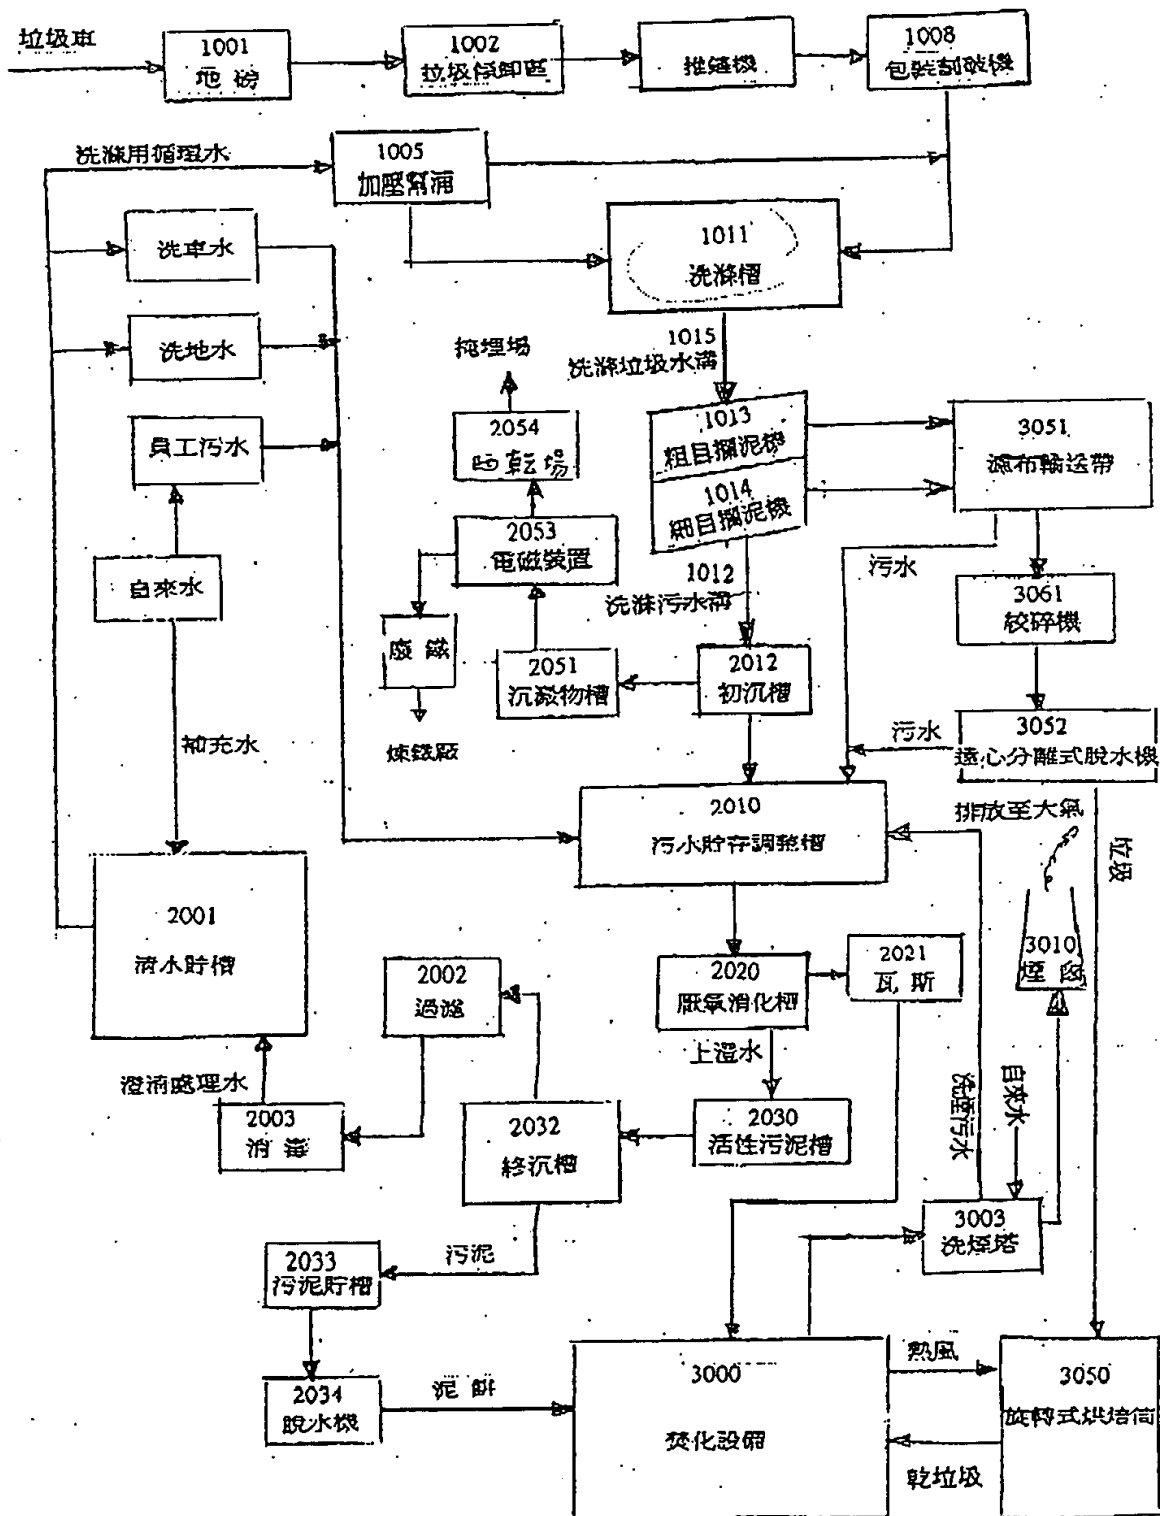 垃圾車
1001
地磅
1002
垃圾傾卸區
推縫機
1008
包裝刮破機
洗滌用循環水
1005
加壓幫浦
1011
洗滌槽
洗車水
洗地水
員工污水
自來水
1015
洗滌垃圾水溝
掩埋場
2054
晒乾場
1013
粗目攔泥機
1014
細目攔泥機
3051
濾布輸送帶
2053
電磁裝置
1012
洗滌污水溝
污水
3061
絞碎機
廢鐵
2051
沉澱物槽
2012
初沉槽
煉鐵廠
補充水
污水
3052
遠心分離式脫水機
2010
污水貯存調整槽
排放至大氣
垃圾
2001
清水貯槽
2002
過濾
2020
厭氧消化槽
2021
瓦斯
3010
煙囪
上澄水
澄清處理水
2003
消毒
2032
終沉槽
2030
活性污泥槽
洗煙污水
自來水
3003
洗煙塔
2033
污泥貯槽
污泥
3000
焚化設備
熱風
3050
旋轉式烘焙筒
2034
脫水機
泥餅
乾垃圾